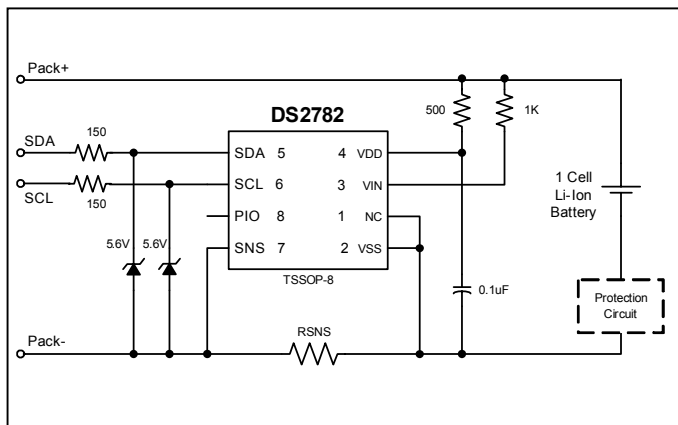 Pack+
DS2782
500
1K
SDA
150
SDA 5
4 VDD
SCL
150
SCL 6
3 VIN
PIO 8
1 NC
SNS 7
2 VSS
1 Cell
Li-Ion
Battery
5.6V
5.6V
TSSOP-8
0.1uF
Protection
Circuit
Pack-
RSNS